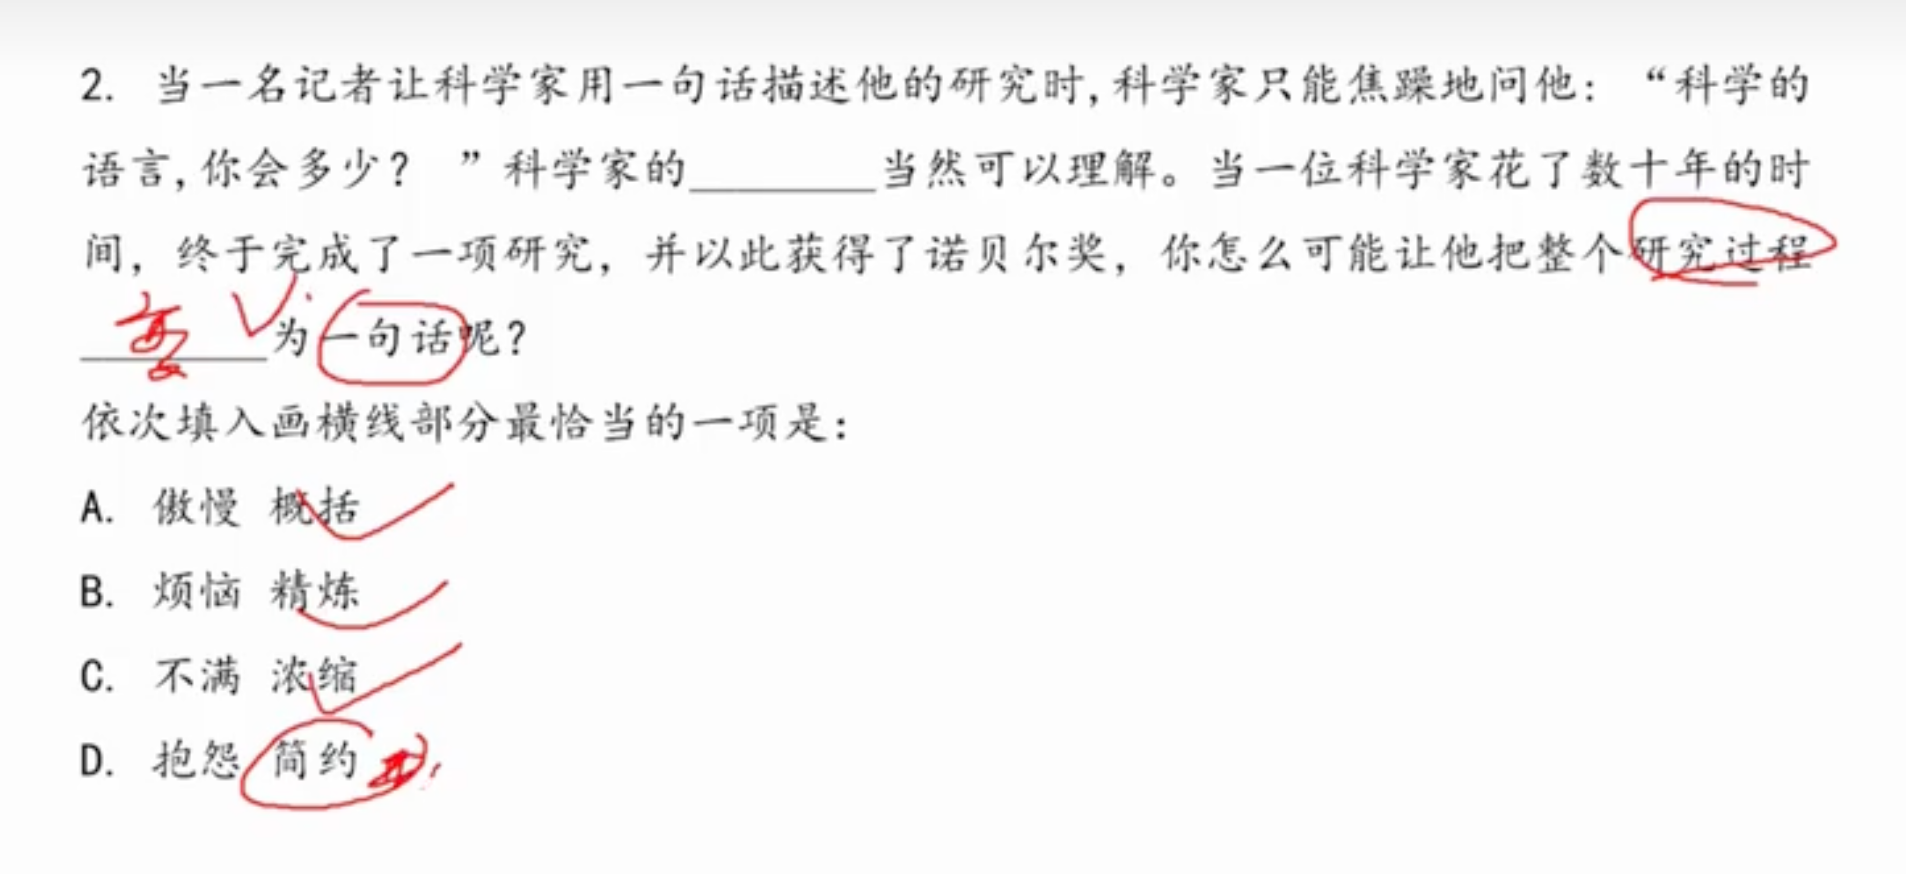 2. 当一名记者让科学家用一句话描述他的研究时,科学家只能焦躁地问他：“科学的
语言,你会多少？ ”科学家的________当然可以理解。当一位科学家花了数十年的时
间，终于完成了一项研究，并以此获得了诺贝尔奖，你怎么可能让他把整个研究过程
________为一句话呢？
依次填入画横线部分最恰当的一项是：
A. 傲慢 概括
B. 烦恼 精炼
C. 不满 浓缩
D. 抱怨 简约